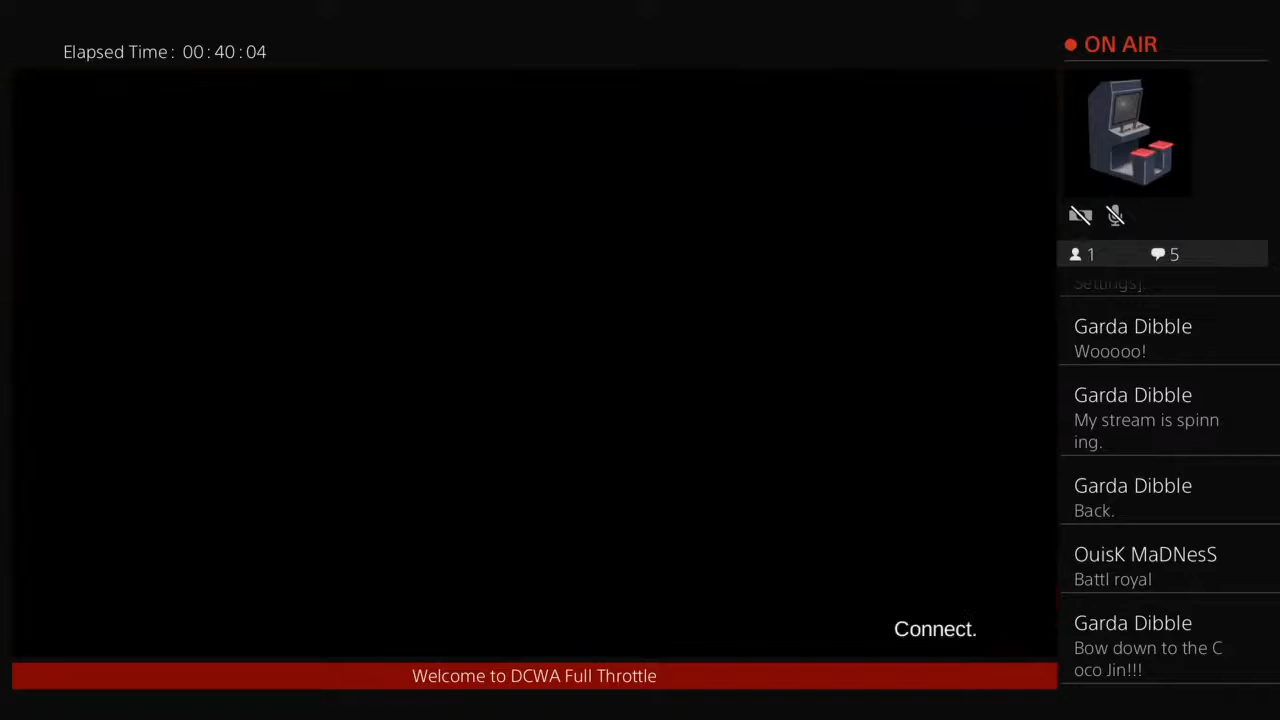 Elapsed Time: 00:40:04
ON AIR
1
5
Settings].
Garda Dibble
Wooooo!
Garda Dibble
My stream is spinn
ing.
Garda Dibble
Back.
OuisK MaDNesS
Battl royal
Garda Dibble
Bow down to the C
oco Jin!!!
Connect.
Welcome to DCWA Full Throttle